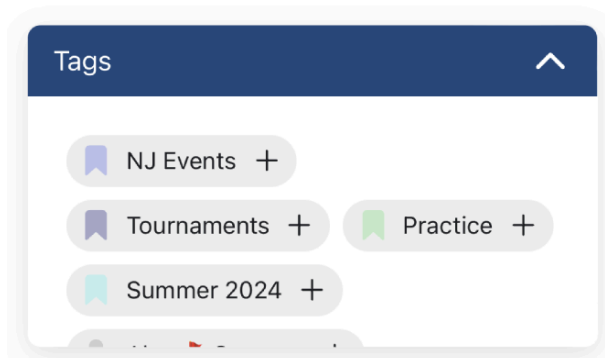 Tags
NJ Events +
Tournaments + Practice +
Summer 2024 +